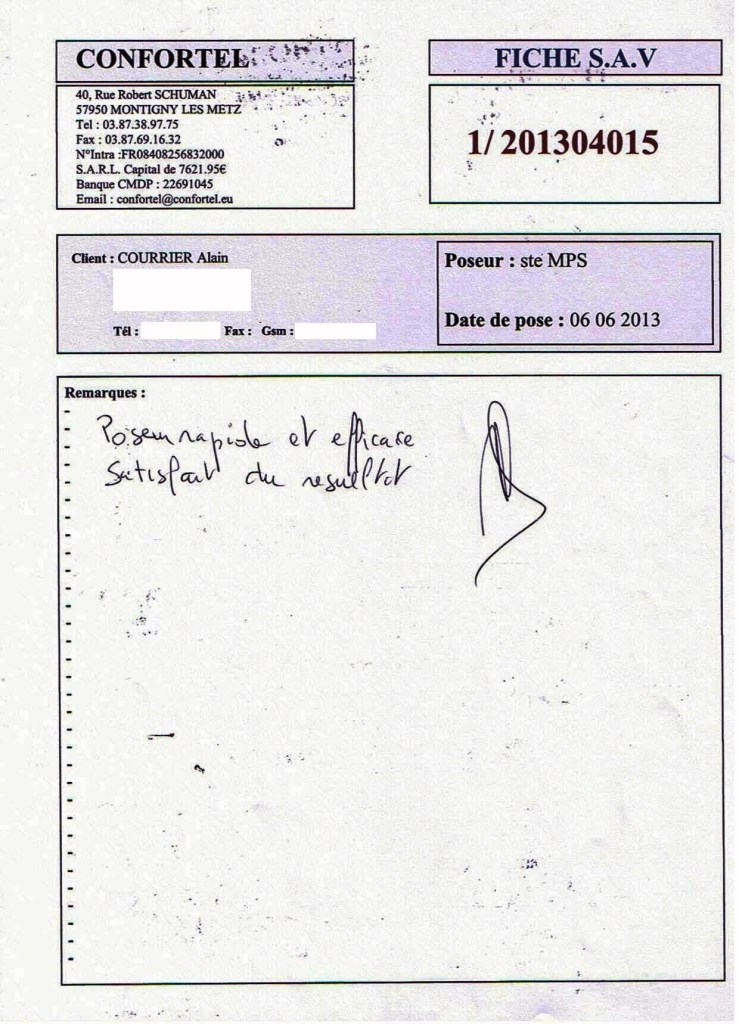 CONFORTEL
40, Rue Robert SCHUMAN
57950 MONTIGNY LES METZ
Tel : 03.87.38.97.75
Fax : 03.87.69.16.32
N°Intra :FR08408256832000
S.A.R.L. Capital de 7621.95€
Banque CMDP : 22691045
Email : confortel@confortel.eu
FICHE S.A.V
1/ 201304015
Client : COURRIER Alain
Tél : Fax : Gsm :
Poseur : ste MPS
Date de pose : 06 06 2013
Remarques :
Poseur rapide et efficace
Satisfait du resultat